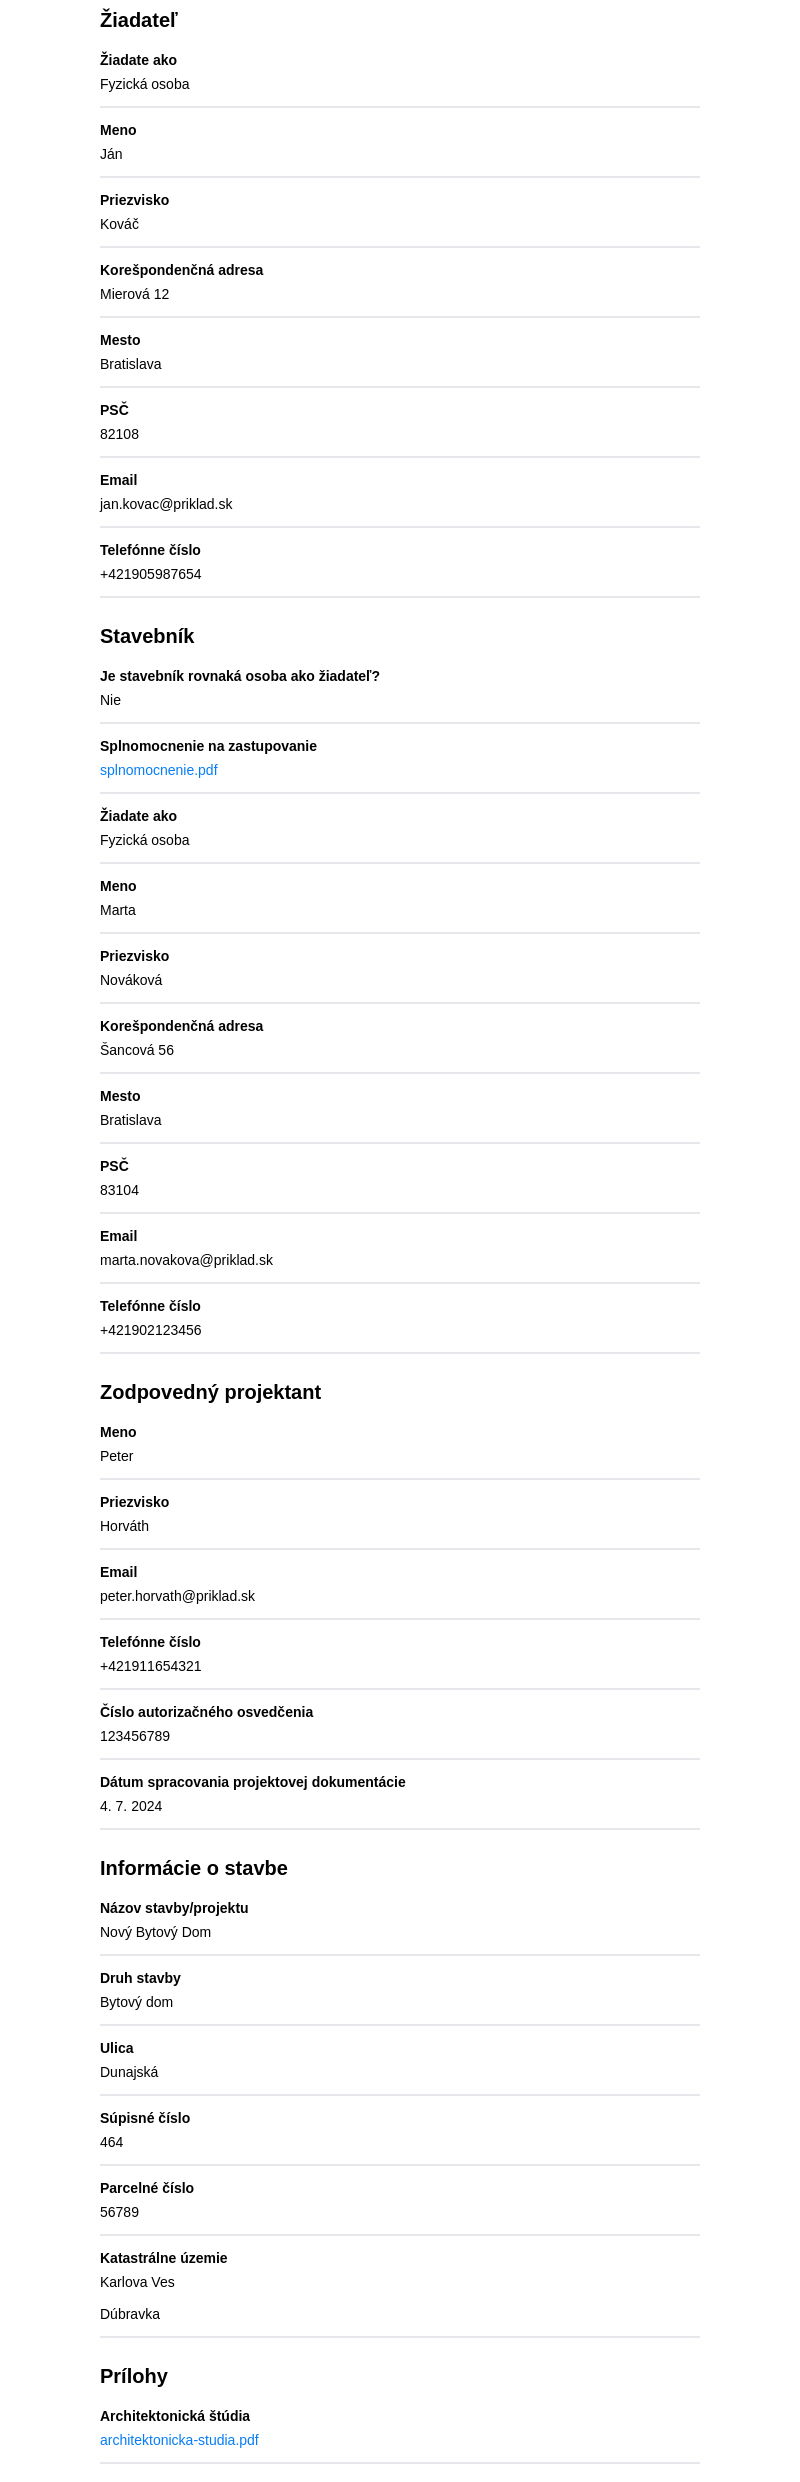 Žiadateľ
Žiadate ako
Fyzická osoba
Meno
Ján
Priezvisko
Kováč
Korešpondenčná adresa
Mierová 12
Mesto
Bratislava
PSČ
82108
Email
jan.kovac@priklad.sk
Telefónne číslo
+421905987654
Stavebník
Je stavebník rovnaká osoba ako žiadateľ?
Nie
Splnomocnenie na zastupovanie
splnomocnenie.pdf
Žiadate ako
Fyzická osoba
Meno
Marta
Priezvisko
Nováková
Korešpondenčná adresa
Šancová 56
Mesto
Bratislava
PSČ
83104
Email
marta.novakova@priklad.sk
Telefónne číslo
+421902123456
Zodpovedný projektant
Meno
Peter
Priezvisko
Horváth
Email
peter.horvath@priklad.sk
Telefónne číslo
+421911654321
Číslo autorizačného osvedčenia
123456789
Dátum spracovania projektovej dokumentácie
4. 7. 2024
Informácie o stavbe
Názov stavby/projektu
Nový Bytový Dom
Druh stavby
Bytový dom
Ulica
Dunajská
Súpisné číslo
464
Parcelné číslo
56789
Katastrálne územie
Karlova Ves
Dúbravka
Prílohy
Architektonická štúdia
architektonicka-studia.pdf